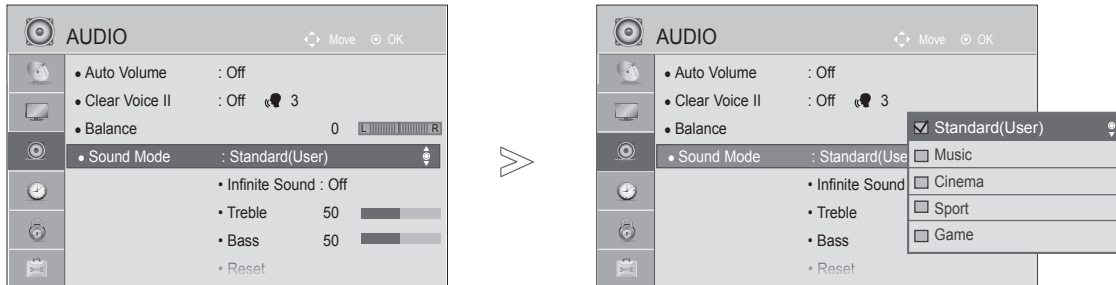 AUDIO
Move
OK
• Auto Volume : Off
• Clear Voice II : Off 3
• Balance 0 L R
• Sound Mode : Standard(User)
• Infinite Sound : Off
• Treble 50
• Bass 50
• Reset
>
AUDIO
Move
OK
• Auto Volume : Off
• Clear Voice II : Off 3
• Balance
• Sound Mode : Standard(Use
• Infinite Sound
• Treble
• Bass
• Reset
Standard(User)
Music
Cinema
Sport
Game